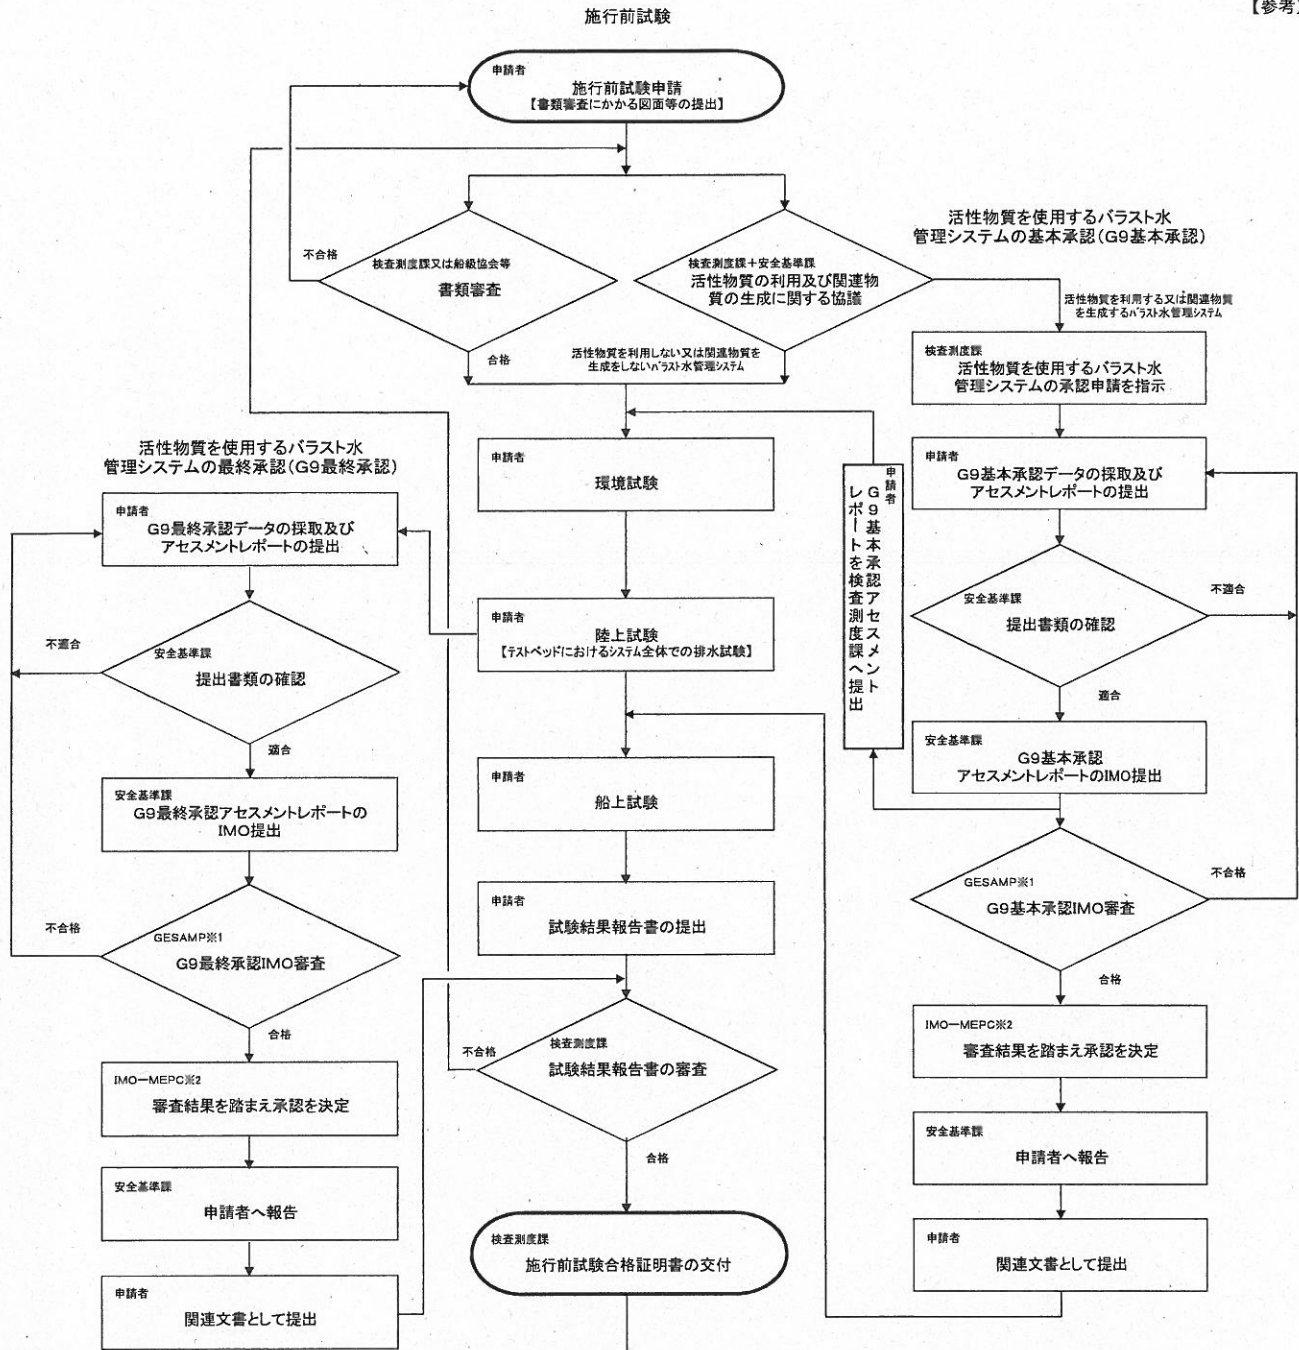 【参考】
施行前試験
申請者
施行前試験申請
【書類審査にかかる図面等の提出】
不合格
検査測度課又は船級協会等
書類審査
合格
検査測度課+安全基準課
活性物質の利用及び関連物
質の生成に関する協議
活性物質を利用しない又は関連物質を
生成をしないバラスト水管理システム
活性物質を使用するバラスト水
管理システムの基本承認(G9基本承認)
活性物質を利用する又は関連物質
を生成するバラスト水管理システム
検査測度課
活性物質を使用するバラスト水
管理システムの承認申請を指示
申請者
G9基本承認データの採取及び
アセスメントレポートの提出
安全基準課
提出書類の確認
不適合
適合
安全基準課
G9基本承認
アセスメントレポートのIMO提出
申請者
G9基本承認アセスメント
レポートを検査測度課へ提出
GESAMP※1
G9基本承認IMO審査
不合格
合格
IMO-MEPC※2
審査結果を踏まえ承認を決定
安全基準課
申請者へ報告
申請者
関連文書として提出
申請者
環境試験
申請者
陸上試験
【テストベッドにおけるシステム全体での排水試験】
申請者
船上試験
申請者
試験結果報告書の提出
検査測度課
試験結果報告書の審査
不合格
合格
検査測度課
施行前試験合格証明書の交付
活性物質を使用するバラスト水
管理システムの最終承認(G9最終承認)
申請者
G9最終承認データの採取及び
アセスメントレポートの提出
安全基準課
提出書類の確認
不適合
適合
安全基準課
G9最終承認アセスメントレポートの
IMO提出
GESAMP※1
G9最終承認IMO審査
不合格
合格
IMO-MEPC※2
審査結果を踏まえ承認を決定
安全基準課
申請者へ報告
申請者
関連文書として提出